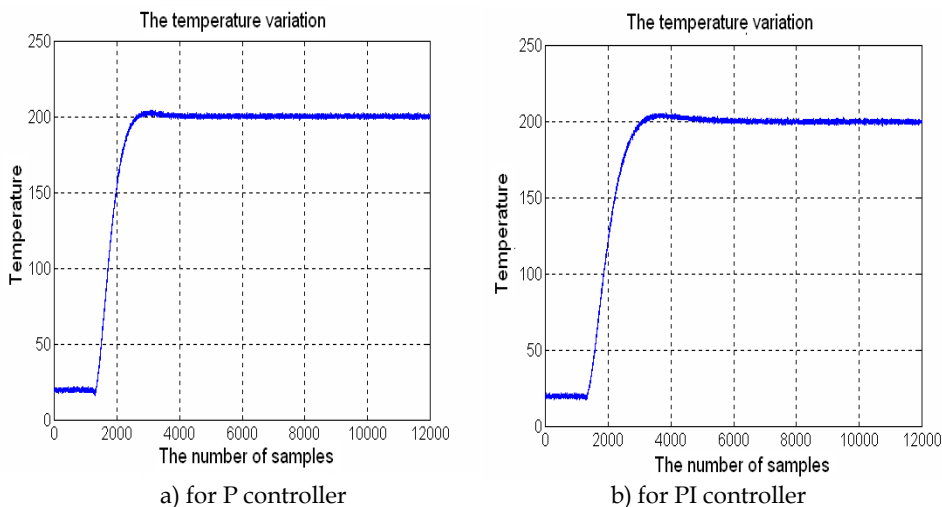 The temperature variation
250
200
150
100
50
0
Temperature
0 2000 4000 6000 8000 10000 12000
The number of samples
a) for P controller
The temperature variation
250
200
150
100
50
0
Temperature
0 2000 4000 6000 8000 10000 12000
The number of samples
b) for PI controller